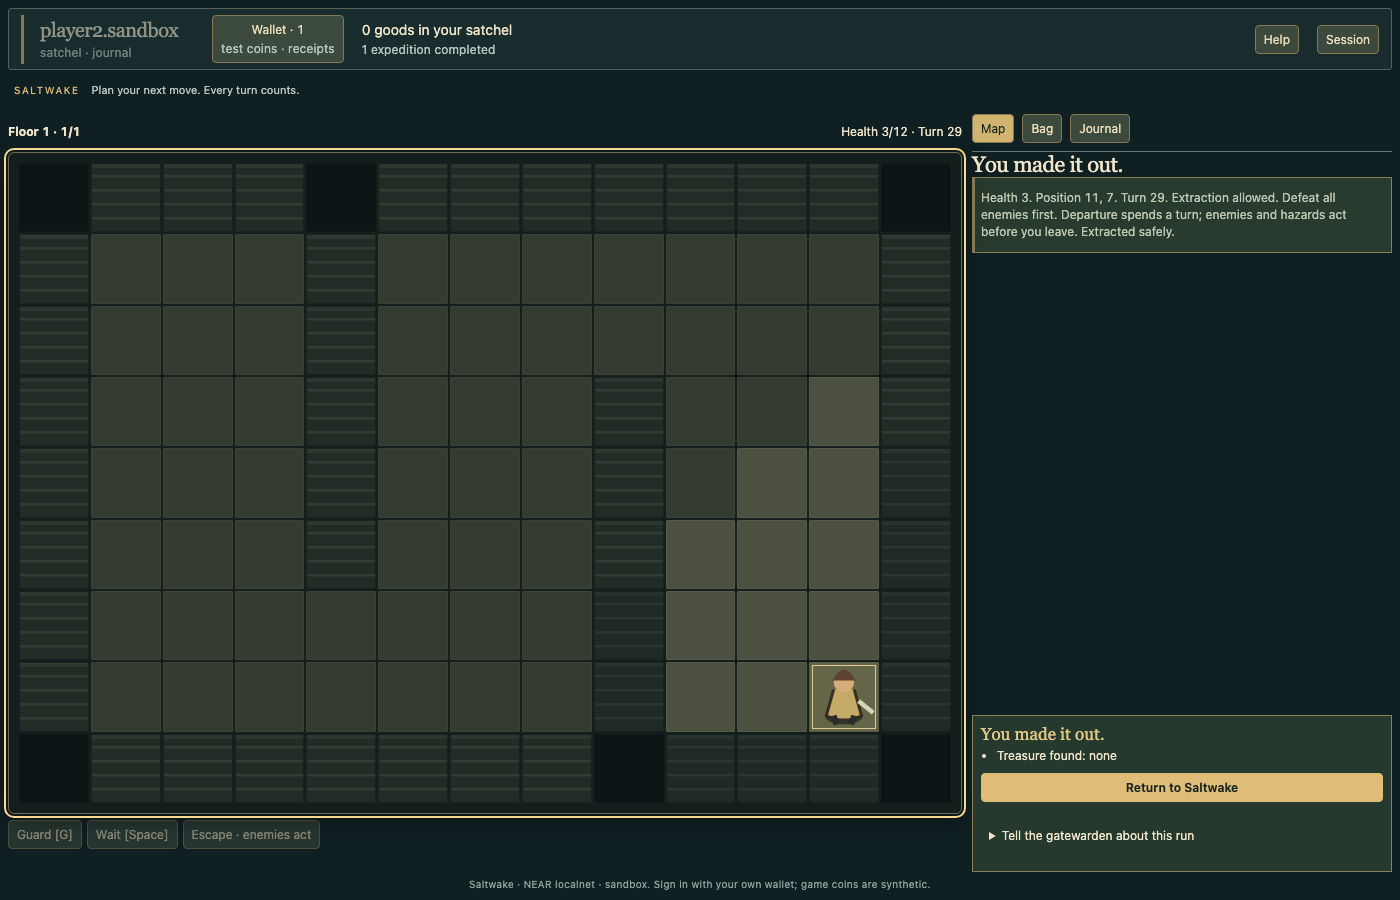 player2.sandbox
satchel · journal
Wallet · 1
test coins · receipts
0 goods in your satchel
1 expedition completed
Help
Session
SALTWAKE Plan your next move. Every turn counts.
Floor 1 · 1/1
Health 3/12 · Turn 29
Map
Bag
Journal
You made it out.
Health 3. Position 11, 7. Turn 29. Extraction allowed. Defeat all
enemies first. Departure spends a turn; enemies and hazards act
before you leave. Extracted safely.
You made it out.
• Treasure found: none
Return to Saltwake
▶ Tell the gatewarden about this run
Guard [G]
Wait [Space]
Escape · enemies act
Saltwake · NEAR localnet · sandbox. Sign in with your own wallet; game coins are synthetic.